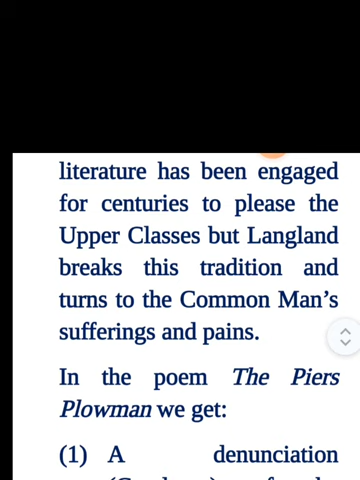 literature has been engaged
for centuries to please the
Upper Classes but Langland
breaks this tradition and
turns to the Common Man's
sufferings and pains.
In the poem The Piers
Plowman we get:
(1) A denunciation